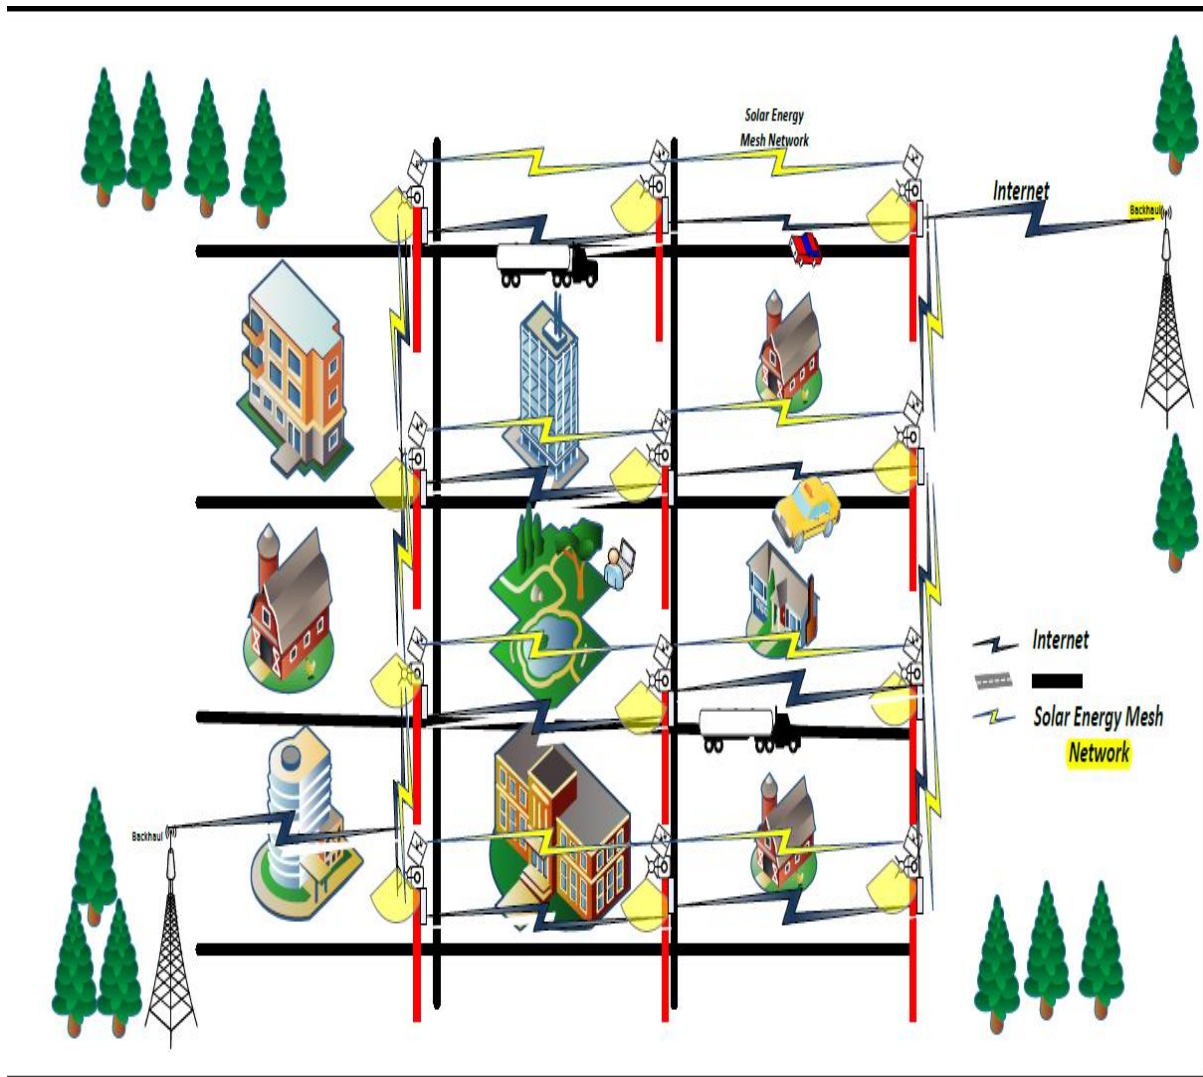 Solar Energy
Mesh Network
Internet
Backhaul
Internet
Solar Energy Mesh
Network
Backhaul